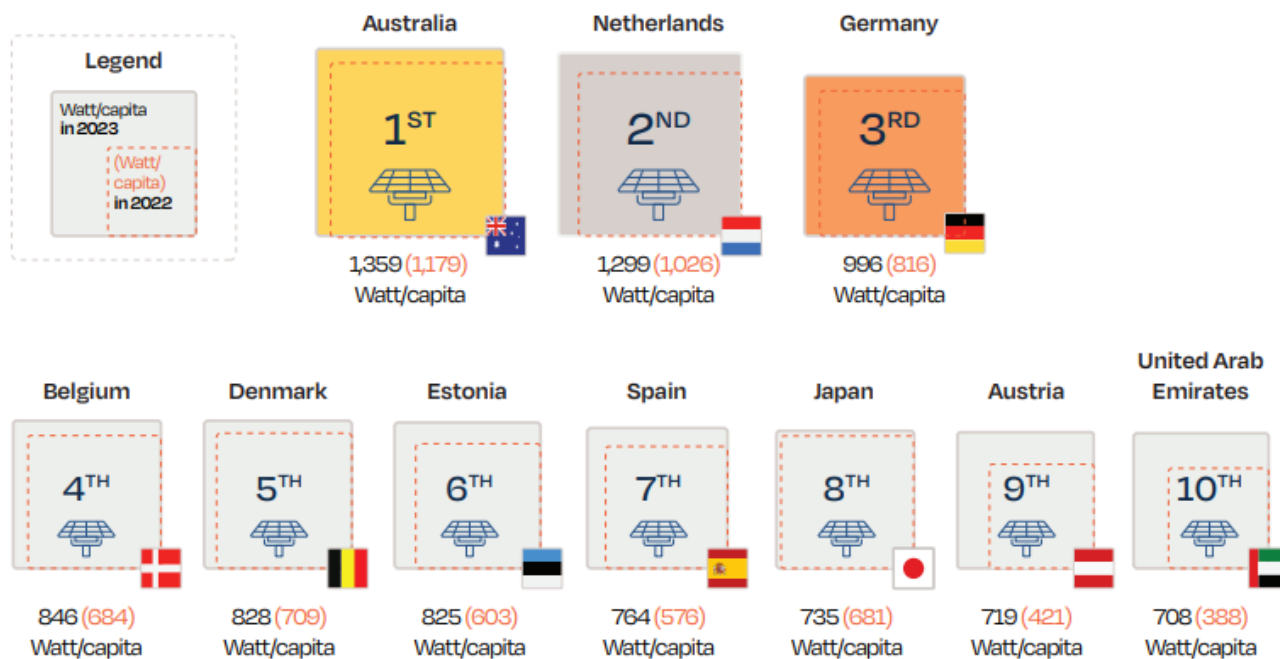 Legend
Watt/capita
in 2023
(Watt/
capita)
in 2022
Australia
1ST
1,359 (1,179)
Watt/capita
Netherlands
2ND
1,299 (1,026)
Watt/capita
Germany
3RD
996 (816)
Watt/capita
Belgium
4TH
846 (684)
Watt/capita
Denmark
5TH
828 (709)
Watt/capita
Estonia
6TH
825 (603)
Watt/capita
Spain
7TH
764 (576)
Watt/capita
Japan
8TH
735 (681)
Watt/capita
Austria
9TH
719 (421)
Watt/capita
United Arab
Emirates
10TH
708 (388)
Watt/capita